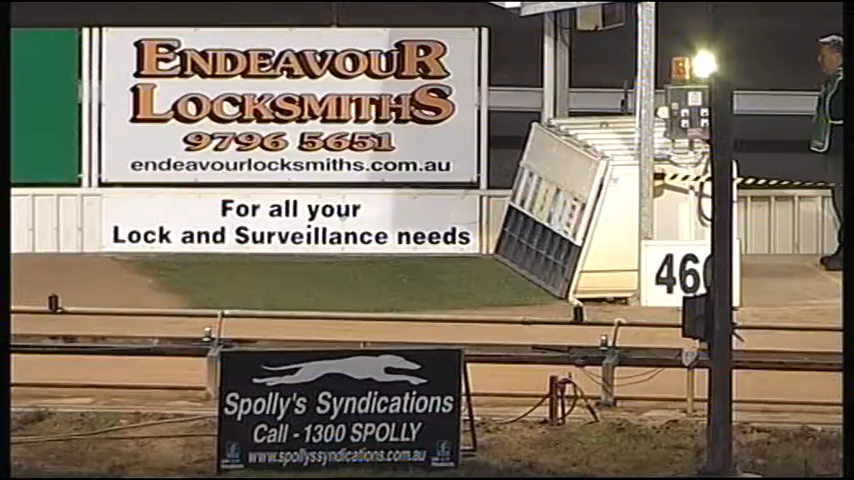 ENDEAVOUR
LOCKSMITHS
9796 5651
endeavourlocksmiths.com.au
For all your
Lock and Surveillance needs
460
Spolly's Syndications
Call - 1300 SPOLLY
www.spollyssyndications.com.au